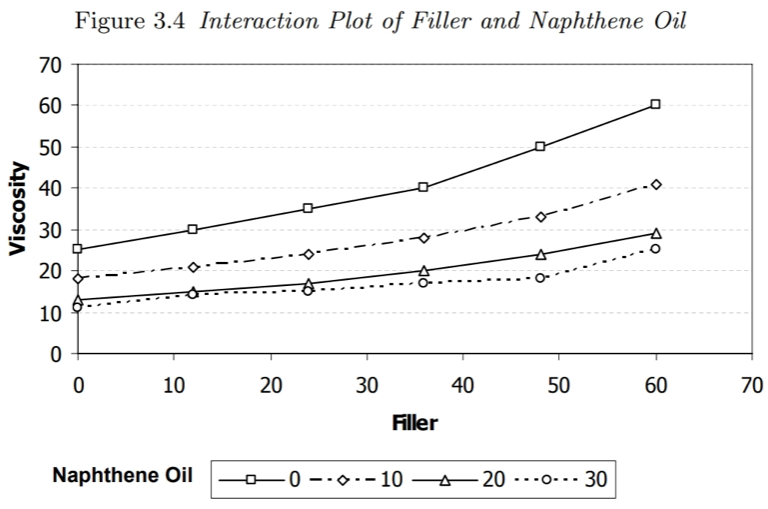 Figure 3.4 Interaction Plot of Filler and Naphthene Oil
70
60
50
40
30
20
10
0
Viscosity
0 10 20 30 40 50 60 70
Filler
Naphthene Oil 0 10 20 30